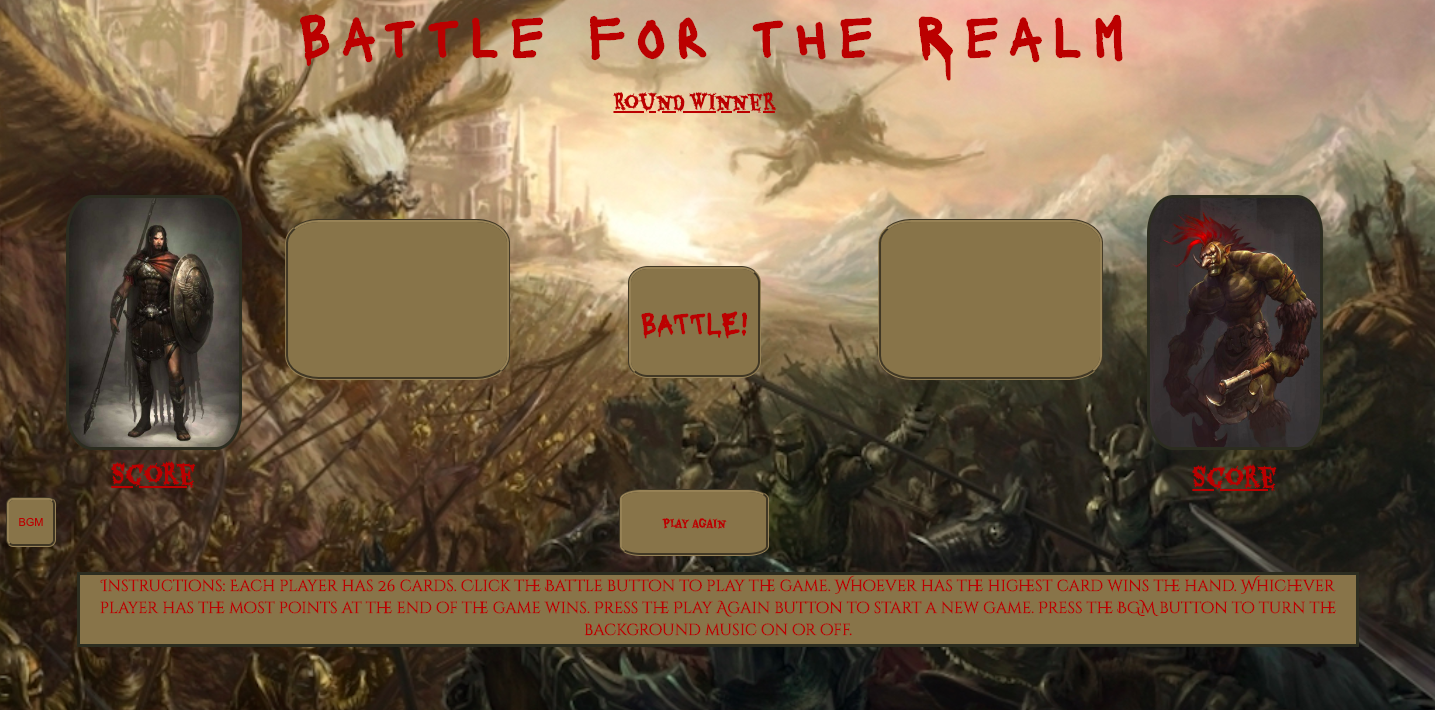 Battle For the Realm
Round Winner
Battle!
Score
Score
BGM
Play Again
Instructions: Each player has 26 cards. Click the Battle button to play the game. Whoever has the highest card wins the hand. Whichever
player has the most points at the end of the game wins. Press the Play Again button to start a new game. Press the BGM button to turn the
background music on or off.